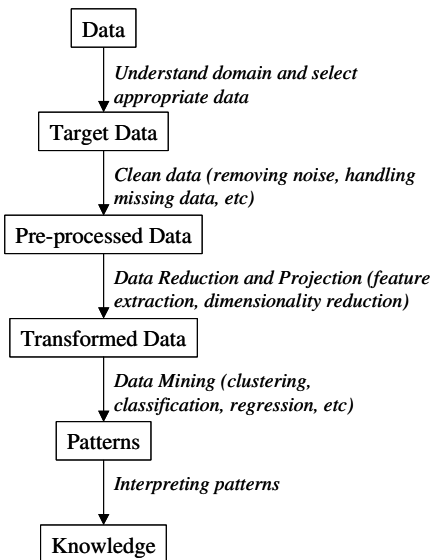 Data
Understand domain and select
appropriate data
Target Data
Clean data (removing noise, handling
missing data, etc)
Pre-processed Data
Data Reduction and Projection (feature
extraction, dimensionality reduction)
Transformed Data
Data Mining (clustering,
classification, regression, etc)
Patterns
Interpreting patterns
Knowledge